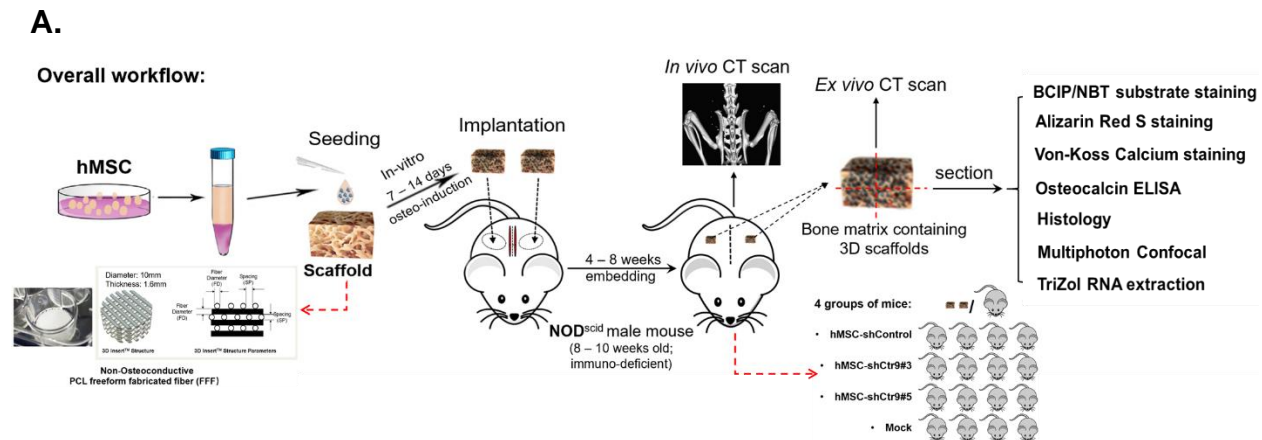 A.
Overall workflow:
hMSC
Seeding
Scaffold
In-vitro
7 – 14 days
osteo-induction
Implantation
4 – 8 weeks
embedding
NODscid male mouse
(8 – 10 weeks old;
immuno-deficient)
In vivo CT scan
Ex vivo CT scan
Bone matrix containing
3D scaffolds
section
BCIP/NBT substrate staining
Alizarin Red S staining
Von-Koss Calcium staining
Osteocalcin ELISA
Histology
Multiphoton Confocal
TriZol RNA extraction
4 groups of mice:
/
• hMSC-shControl
• hMSC-shCtr9#3
• hMSC-shCtr9#5
• Mock
Diameter: 10mm
Thickness: 1.6mm
Fiber
Diameter
(FD)
Spacing
(SP)
Fiber
Diameter
(FD)
Spacing
(SP)
3D Insert™ Structure
3D Insert™ Structure Parameters
Non-Osteoconductive
PCL freeform fabricated fiber (FFF)